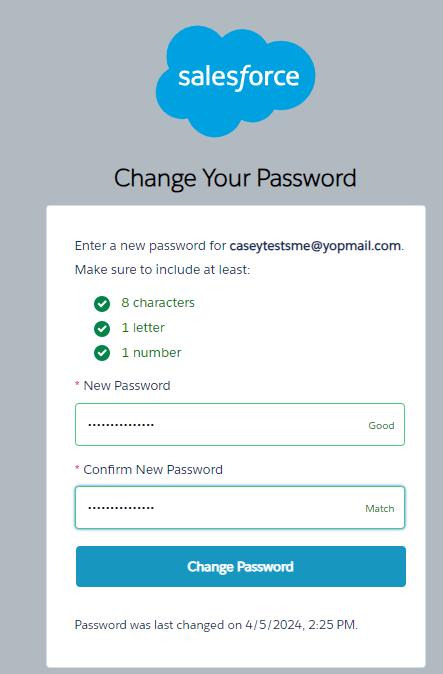 salesforce
Change Your Password
Enter a new password for caseytestsme@yopmail.com.
Make sure to include at least:
8 characters
1 letter
1 number
* New Password
••••••••••••••• Good
* Confirm New Password
••••••••••••••• Match
Change Password
Password was last changed on 4/5/2024, 2:25 PM.